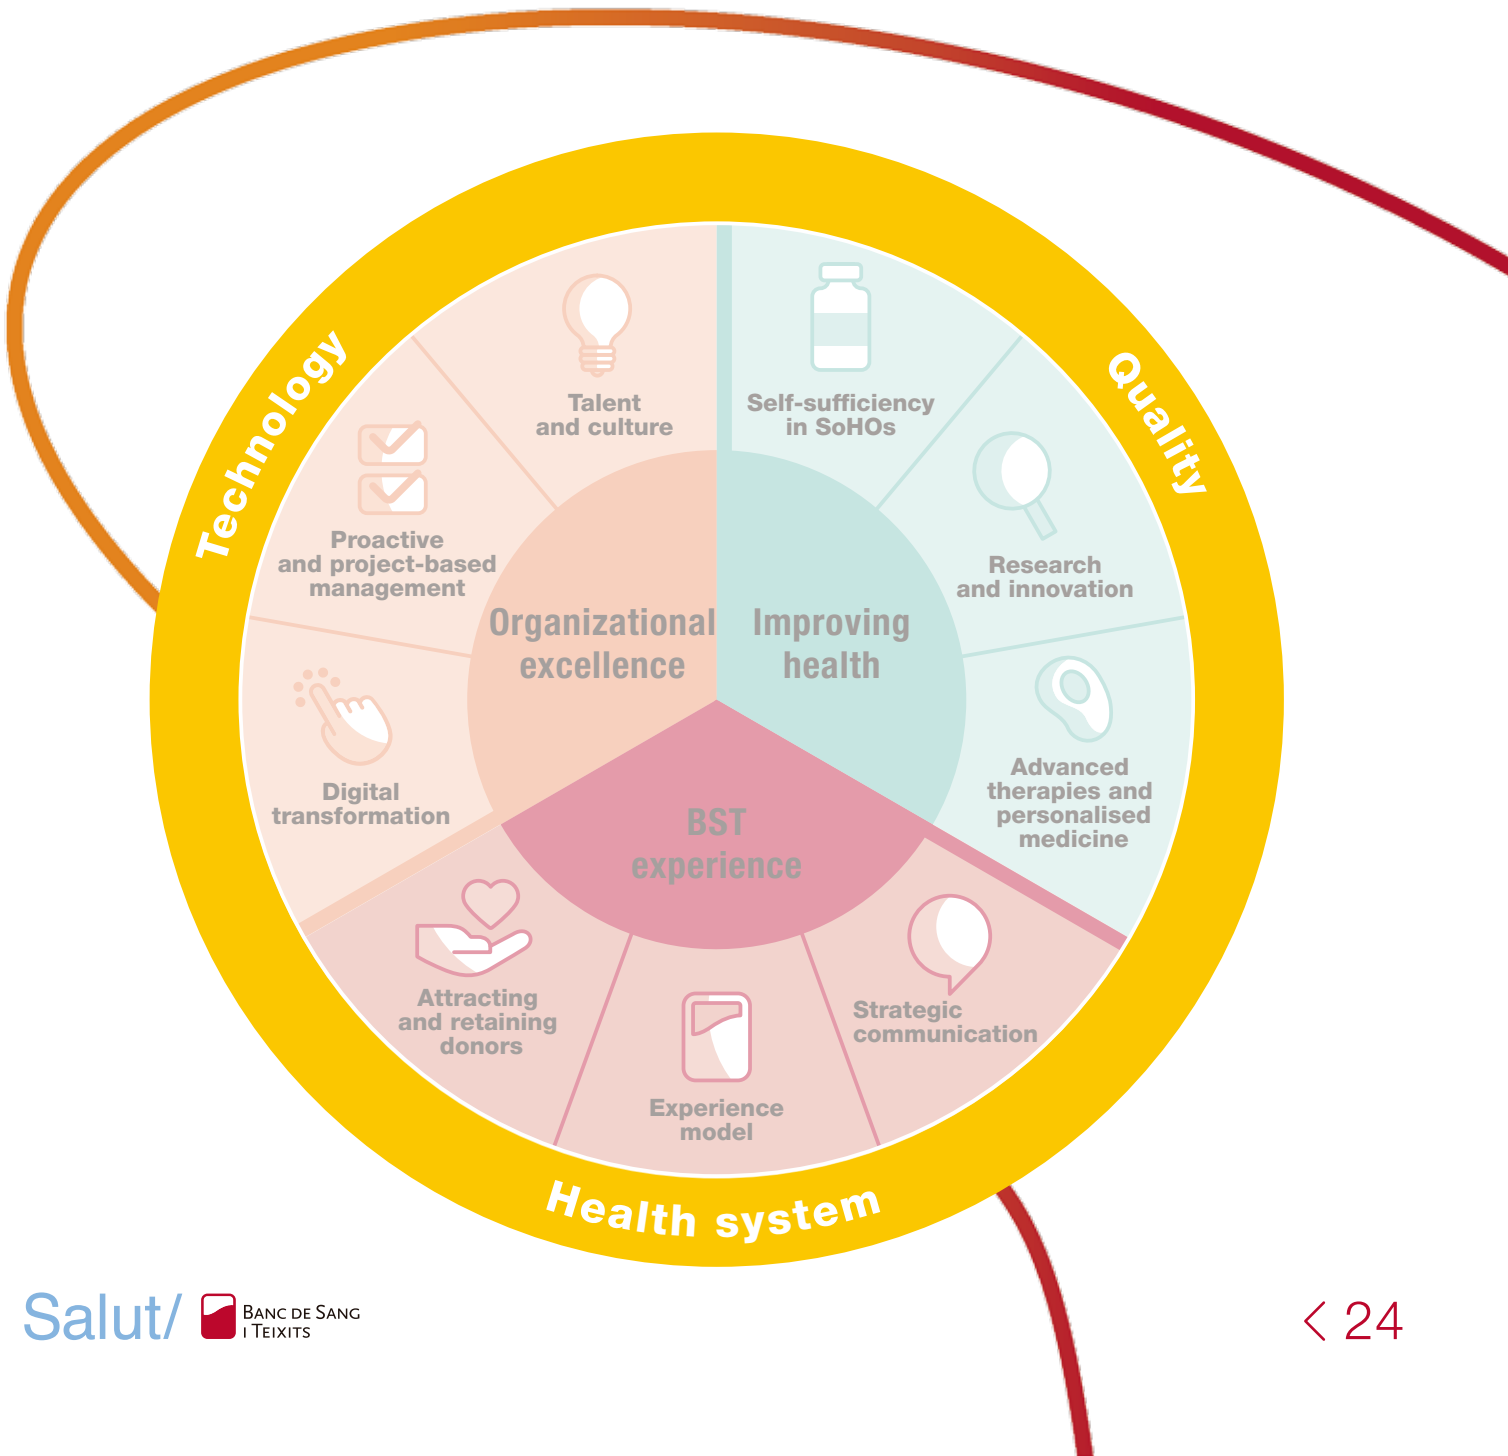 Technology
Quality
Talent
and culture
Self-sufficiency
in SoHOs
Proactive
and project-based
management
Research
and innovation
Organizational
excellence
Improving
health
Digital
transformation
Advanced
therapies and
personalised
medicine
BST
experience
Attracting
and retaining
donors
Strategic
communication
Experience
model
Health system
Salut/
BANC DE SANG
I TEIXITS
< 24